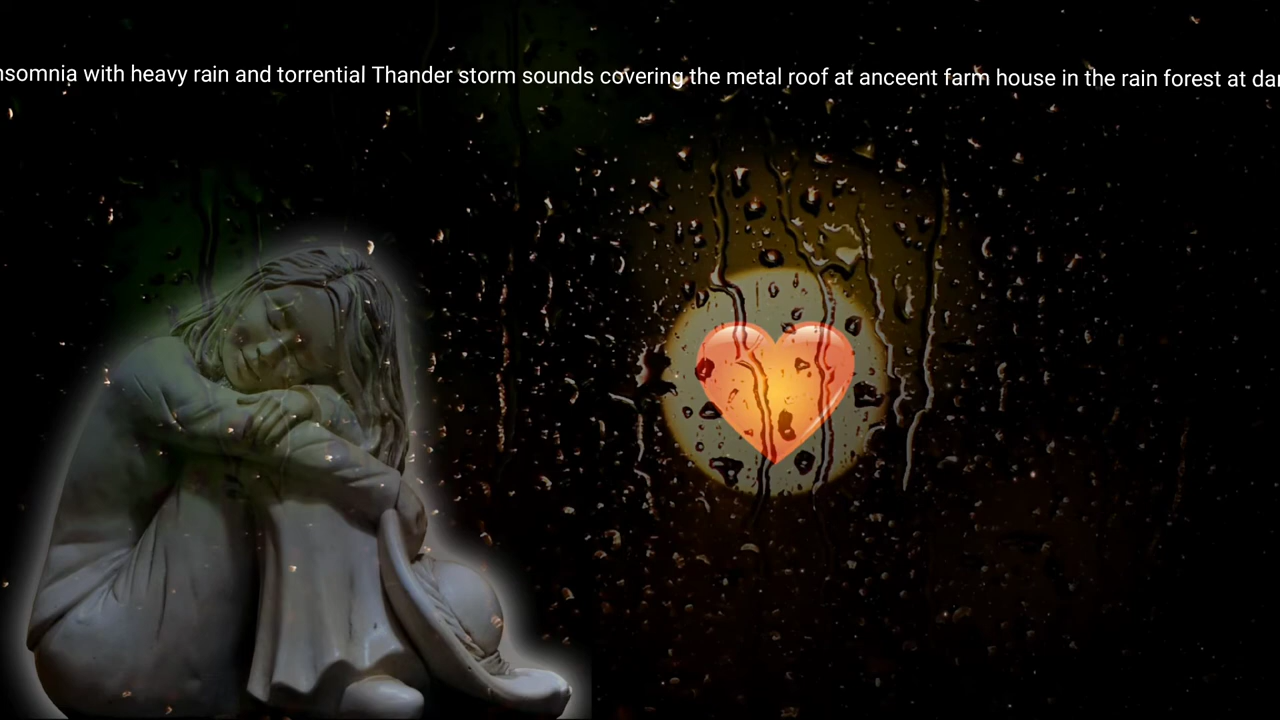 nsomnia with heavy rain and torrential Thander storm sounds covering the metal roof at anceent farm house in the rain forest at dar